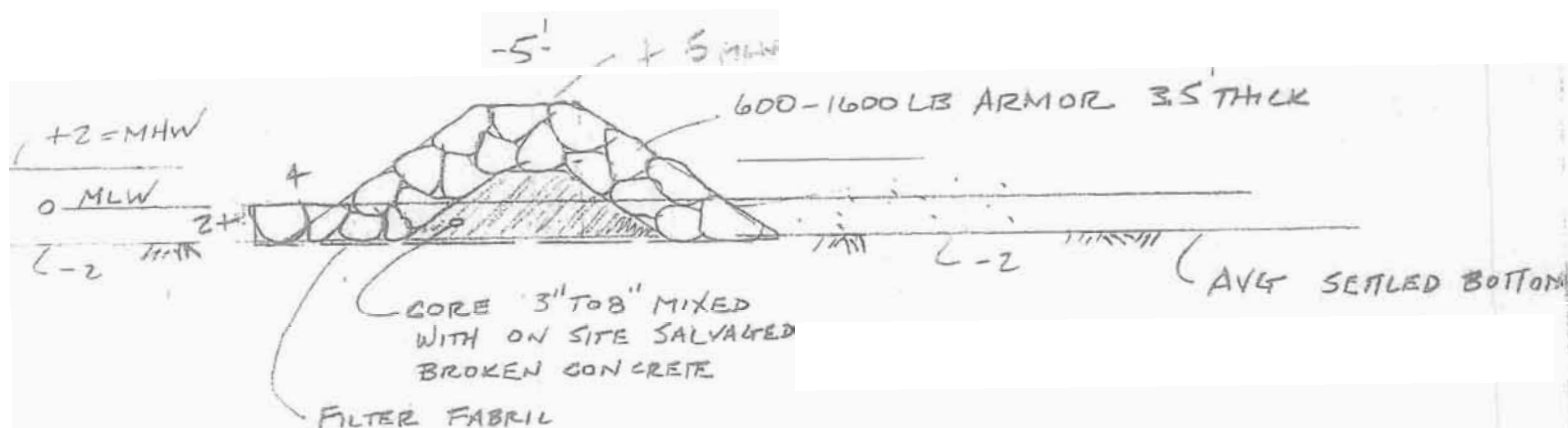 -5'-
+5 MLW
600-1600 LB ARMOR 3.5' THICK
+2=MHW
4
0 MLW
2+
-2
-2
AVG SETTLED BOTTOM
CORE 3" TO 8" MIXED
WITH ON SITE SALVAGED
BROKEN CONCRETE
FILTER FABRIC